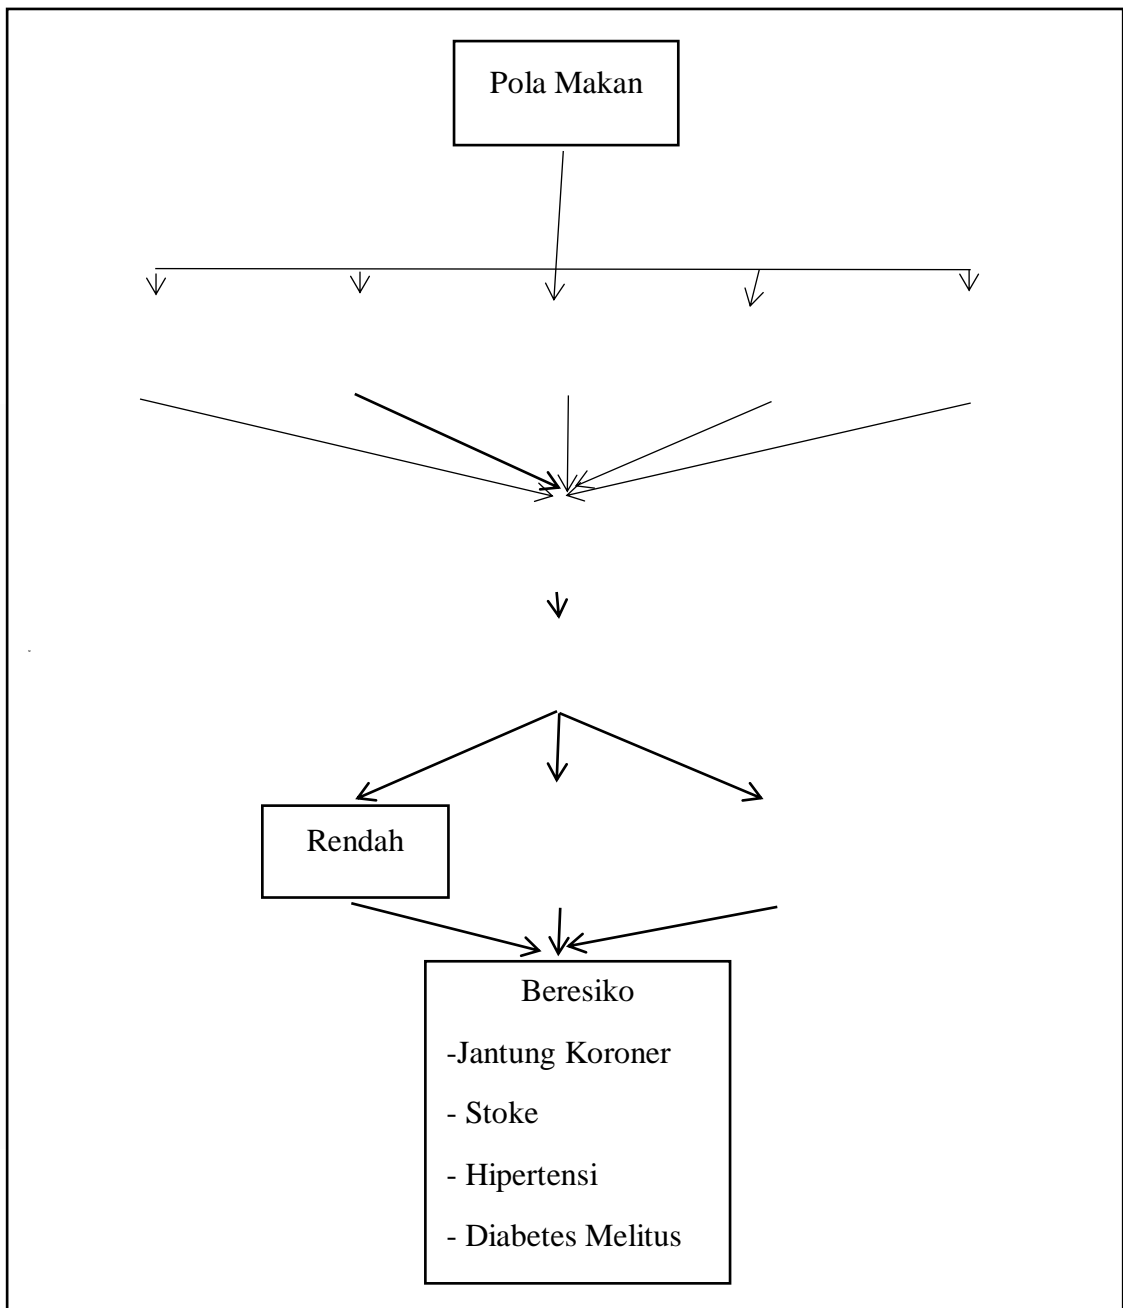 Pola Makan
Rendah
Beresiko
-Jantung Koroner
- Stoke
- Hipertensi
- Diabetes Melitus